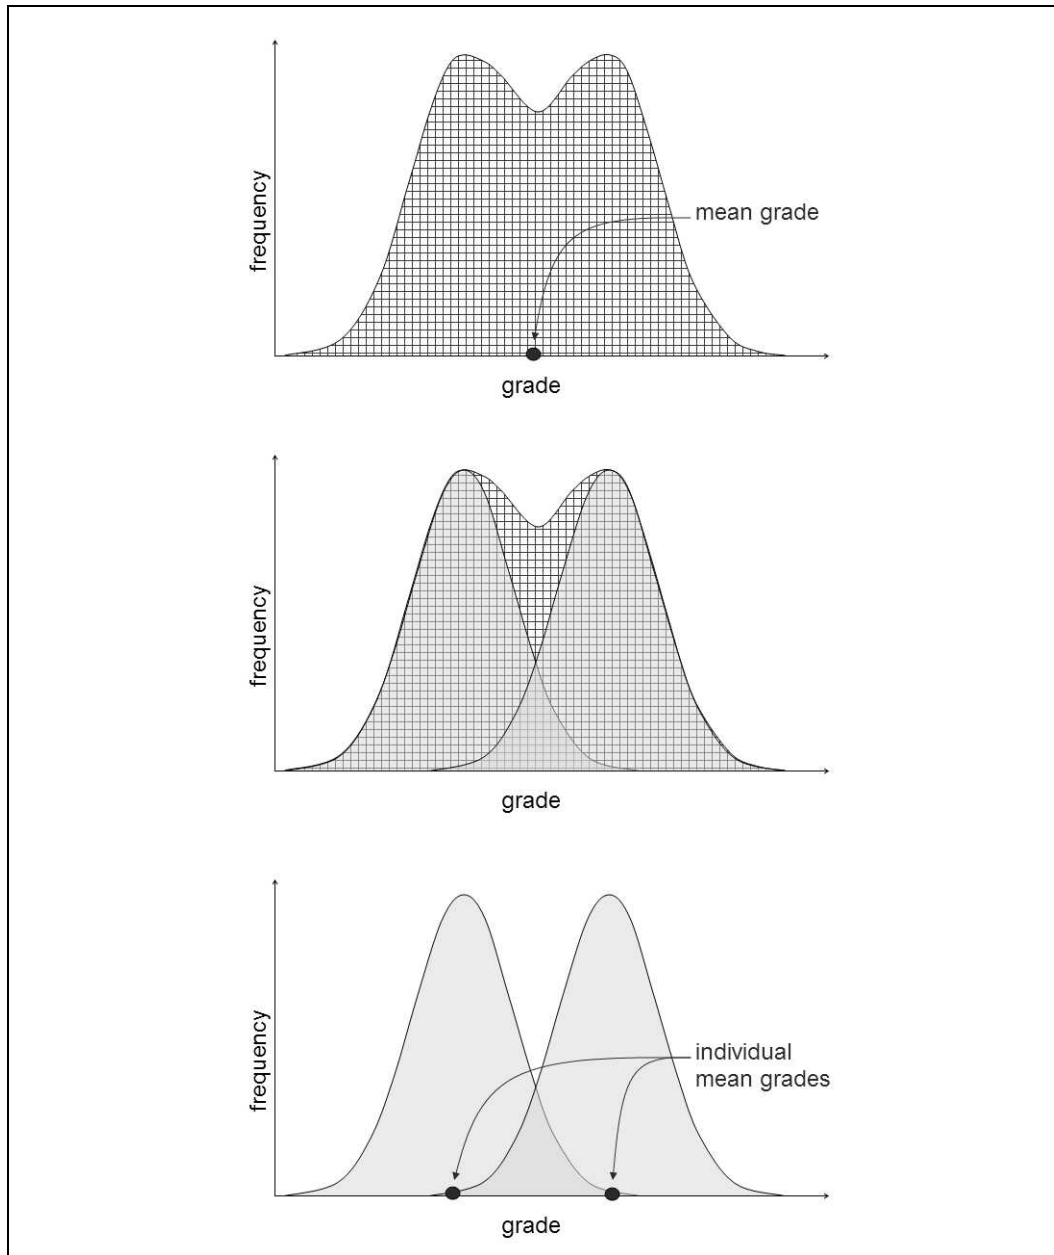 frequency
mean grade
grade
frequency
grade
frequency
individual
mean grades
grade